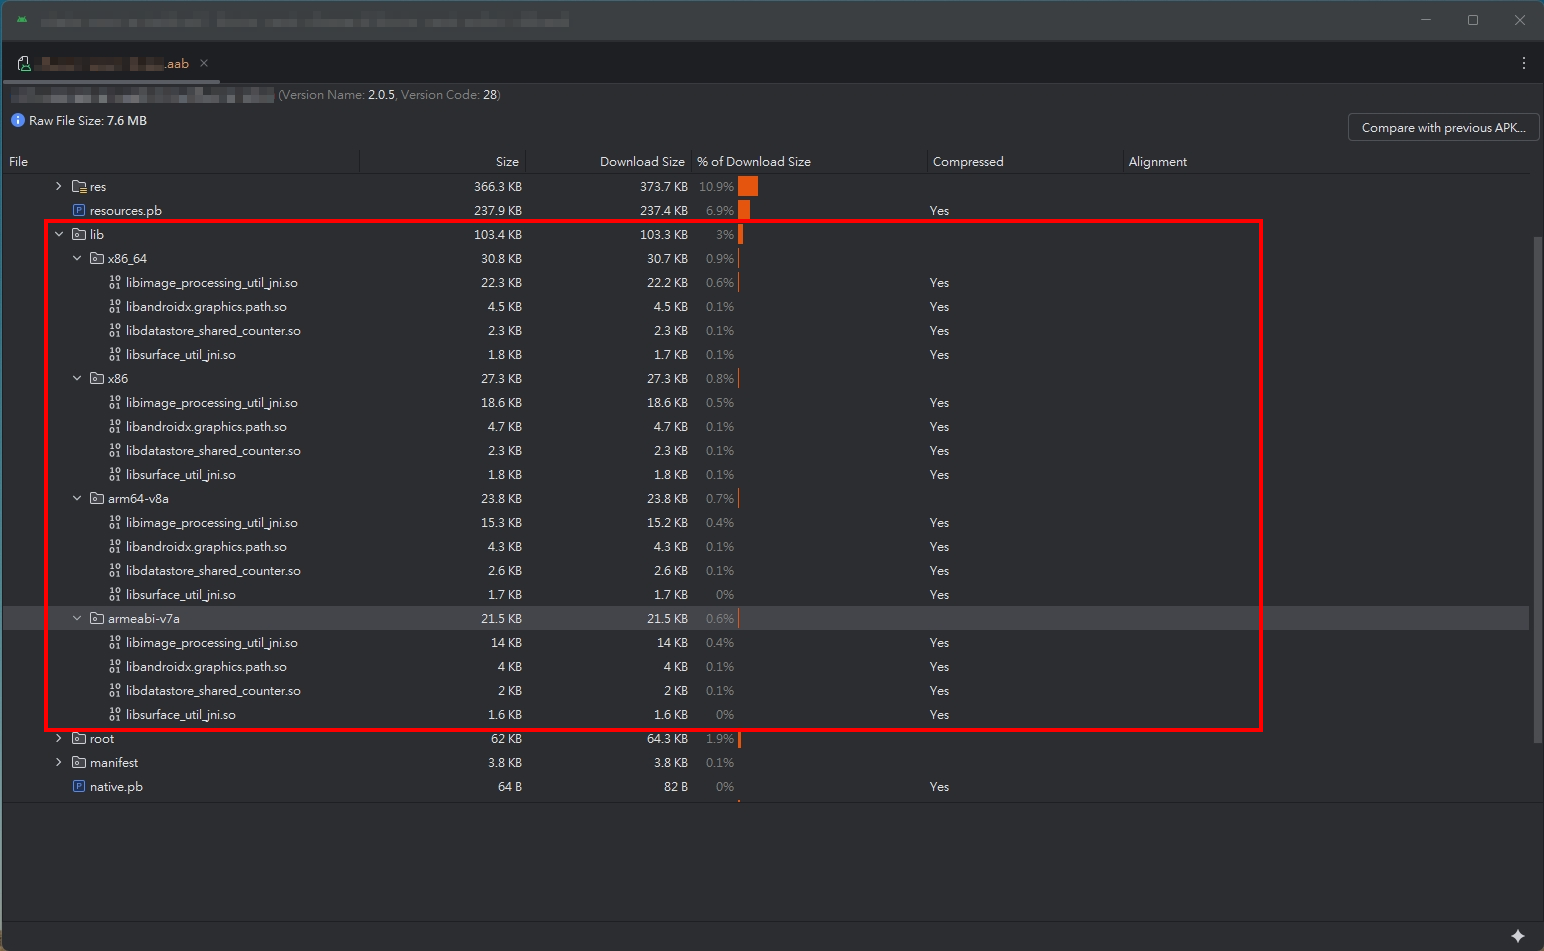 .aab
(Version Name: 2.0.5, Version Code: 28)
Raw File Size: 7.6 MB
Compare with previous APK...
File Size Download Size % of Download Size Compressed Alignment
res 366.3 KB 373.7 KB 10.9%
resources.pb 237.9 KB 237.4 KB 6.9% Yes
lib 103.4 KB 103.3 KB 3%
x86_64 30.8 KB 30.7 KB 0.9%
libimage_processing_util_jni.so 22.3 KB 22.2 KB 0.6% Yes
libandroidx.graphics.path.so 4.5 KB 4.5 KB 0.1% Yes
libdatastore_shared_counter.so 2.3 KB 2.3 KB 0.1% Yes
libsurface_util_jni.so 1.8 KB 1.7 KB 0.1% Yes
x86 27.3 KB 27.3 KB 0.8%
libimage_processing_util_jni.so 18.6 KB 18.6 KB 0.5% Yes
libandroidx.graphics.path.so 4.7 KB 4.7 KB 0.1% Yes
libdatastore_shared_counter.so 2.3 KB 2.3 KB 0.1% Yes
libsurface_util_jni.so 1.8 KB 1.8 KB 0.1% Yes
arm64-v8a 23.8 KB 23.8 KB 0.7%
libimage_processing_util_jni.so 15.3 KB 15.2 KB 0.4% Yes
libandroidx.graphics.path.so 4.3 KB 4.3 KB 0.1% Yes
libdatastore_shared_counter.so 2.6 KB 2.6 KB 0.1% Yes
libsurface_util_jni.so 1.7 KB 1.7 KB 0% Yes
armeabi-v7a 21.5 KB 21.5 KB 0.6%
libimage_processing_util_jni.so 14 KB 14 KB 0.4% Yes
libandroidx.graphics.path.so 4 KB 4 KB 0.1% Yes
libdatastore_shared_counter.so 2 KB 2 KB 0.1% Yes
libsurface_util_jni.so 1.6 KB 1.6 KB 0% Yes
root 62 KB 64.3 KB 1.9%
manifest 3.8 KB 3.8 KB 0.1%
native.pb 64 B 82 B 0% Yes